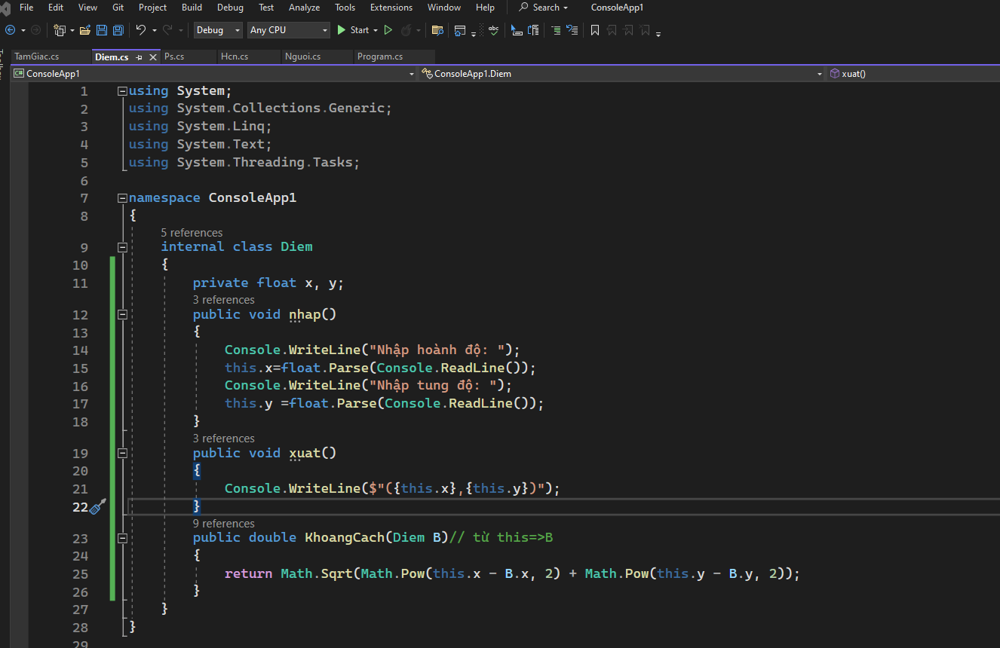 File Edit View Git Project Build Debug Test Analyze Tools Extensions Window Help Search ConsoleApp1
Debug Any CPU Start
TamGiac.cs Diem.cs Ps.cs Hcn.cs Nguoi.cs Program.cs
C# ConsoleApp1 ConsoleApp1.Diem xuat()
1 using System;
2 using System.Collections.Generic;
3 using System.Linq;
4 using System.Text;
5 using System.Threading.Tasks;
6
7 namespace ConsoleApp1
8 {
5 references
9 internal class Diem
10 {
11 private float x, y;
3 references
12 public void nhap()
13 {
14 Console.WriteLine("Nhập hoành độ: ");
15 this.x=float.Parse(Console.ReadLine());
16 Console.WriteLine("Nhập tung độ: ");
17 this.y =float.Parse(Console.ReadLine());
18 }
3 references
19 public void xuat()
20 {
21 Console.WriteLine($"({this.x},{this.y})");
22 }
9 references
23 public double KhoangCach(Diem B)// từ this=>B
24 {
25 return Math.Sqrt(Math.Pow(this.x - B.x, 2) + Math.Pow(this.y - B.y, 2));
26 }
27 }
28 }
29